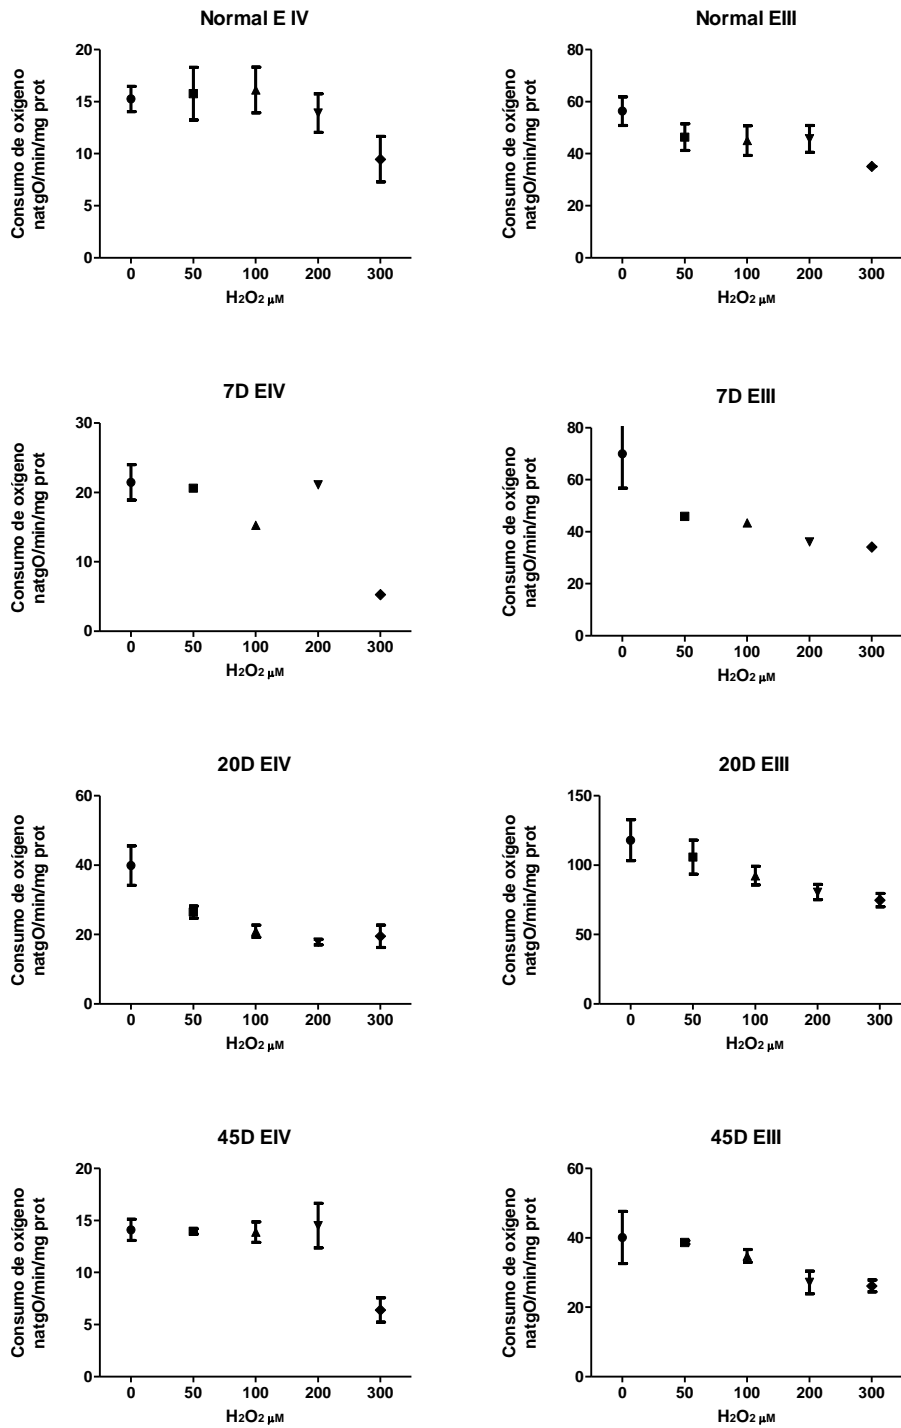 Normal E IV
Consumo de oxígeno
natgO/min/mg prot
20
15
10
5
0
0 50 100 200 300
H2O2 µM
Normal EIII
Consumo de oxígeno
natgO/min/mg prot
80
60
40
20
0
0 50 100 200 300
H2O2 µM
7D EIV
Consumo de oxígeno
natgO/min/mg prot
30
20
10
0
0 50 100 200 300
H2O2 µM
7D EIII
Consumo de oxígeno
natgO/min/mg prot
80
60
40
20
0
0 50 100 200 300
H2O2 µM
20D EIV
Consumo de oxígeno
natgO/min/mg prot
60
40
20
0
0 50 100 200 300
H2O2 µM
20D EIII
Consumo de oxígeno
natgO/min/mg prot
150
100
50
0
0 50 100 200 300
H2O2 µM
45D EIV
Consumo de oxígeno
natgO/min/mg prot
20
15
10
5
0
0 50 100 200 300
H2O2 µM
45D EIII
Consumo de oxígeno
natgO/min/mg prot
60
40
20
0
0 50 100 200 300
H2O2 µM